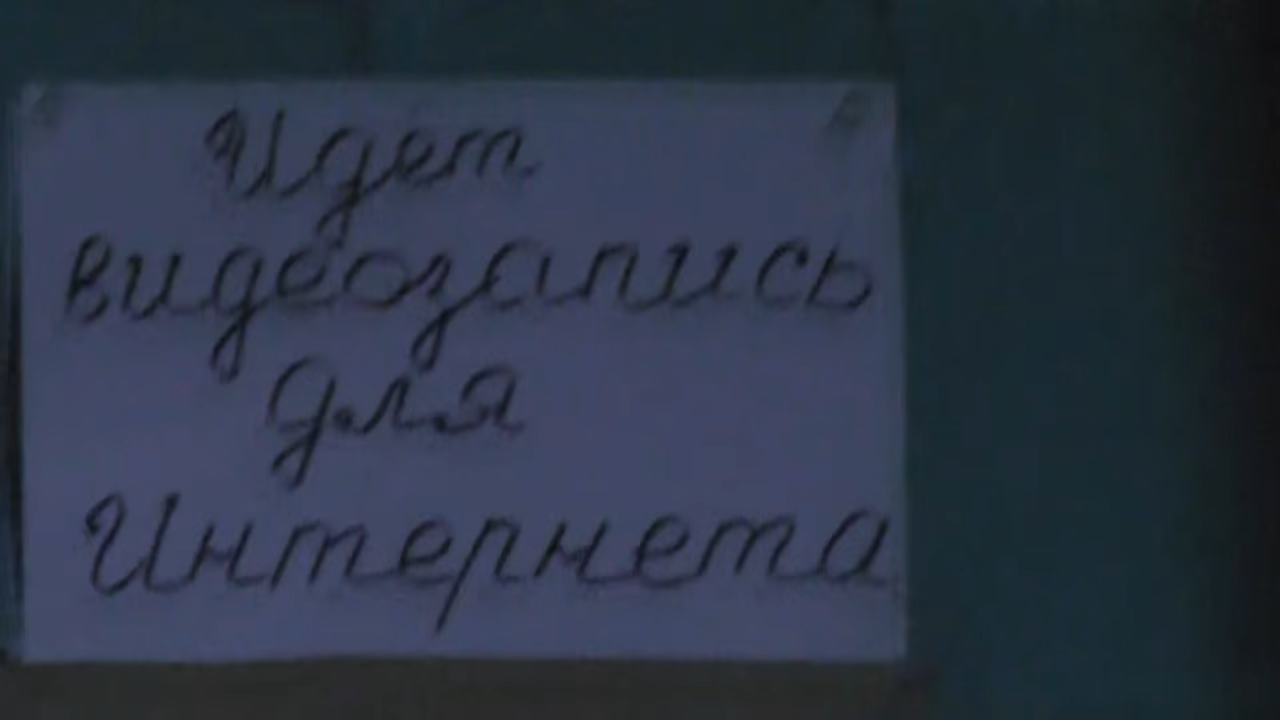 Идет
видеозапись
для
Интернета